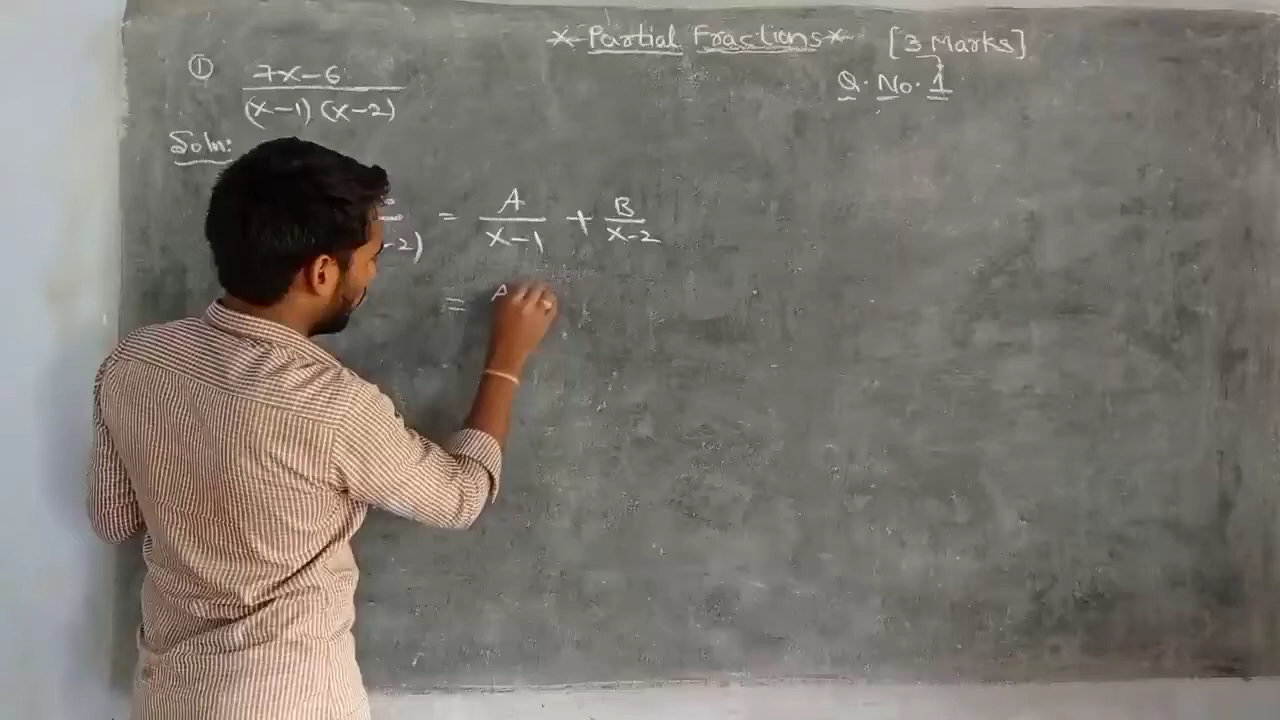 x Partial Fractions x [3 Marks]
Q. No. 1
① 7x-6
(x-1) (x-2)
Soln:
= A + B
-2) x-1 x-2
= A